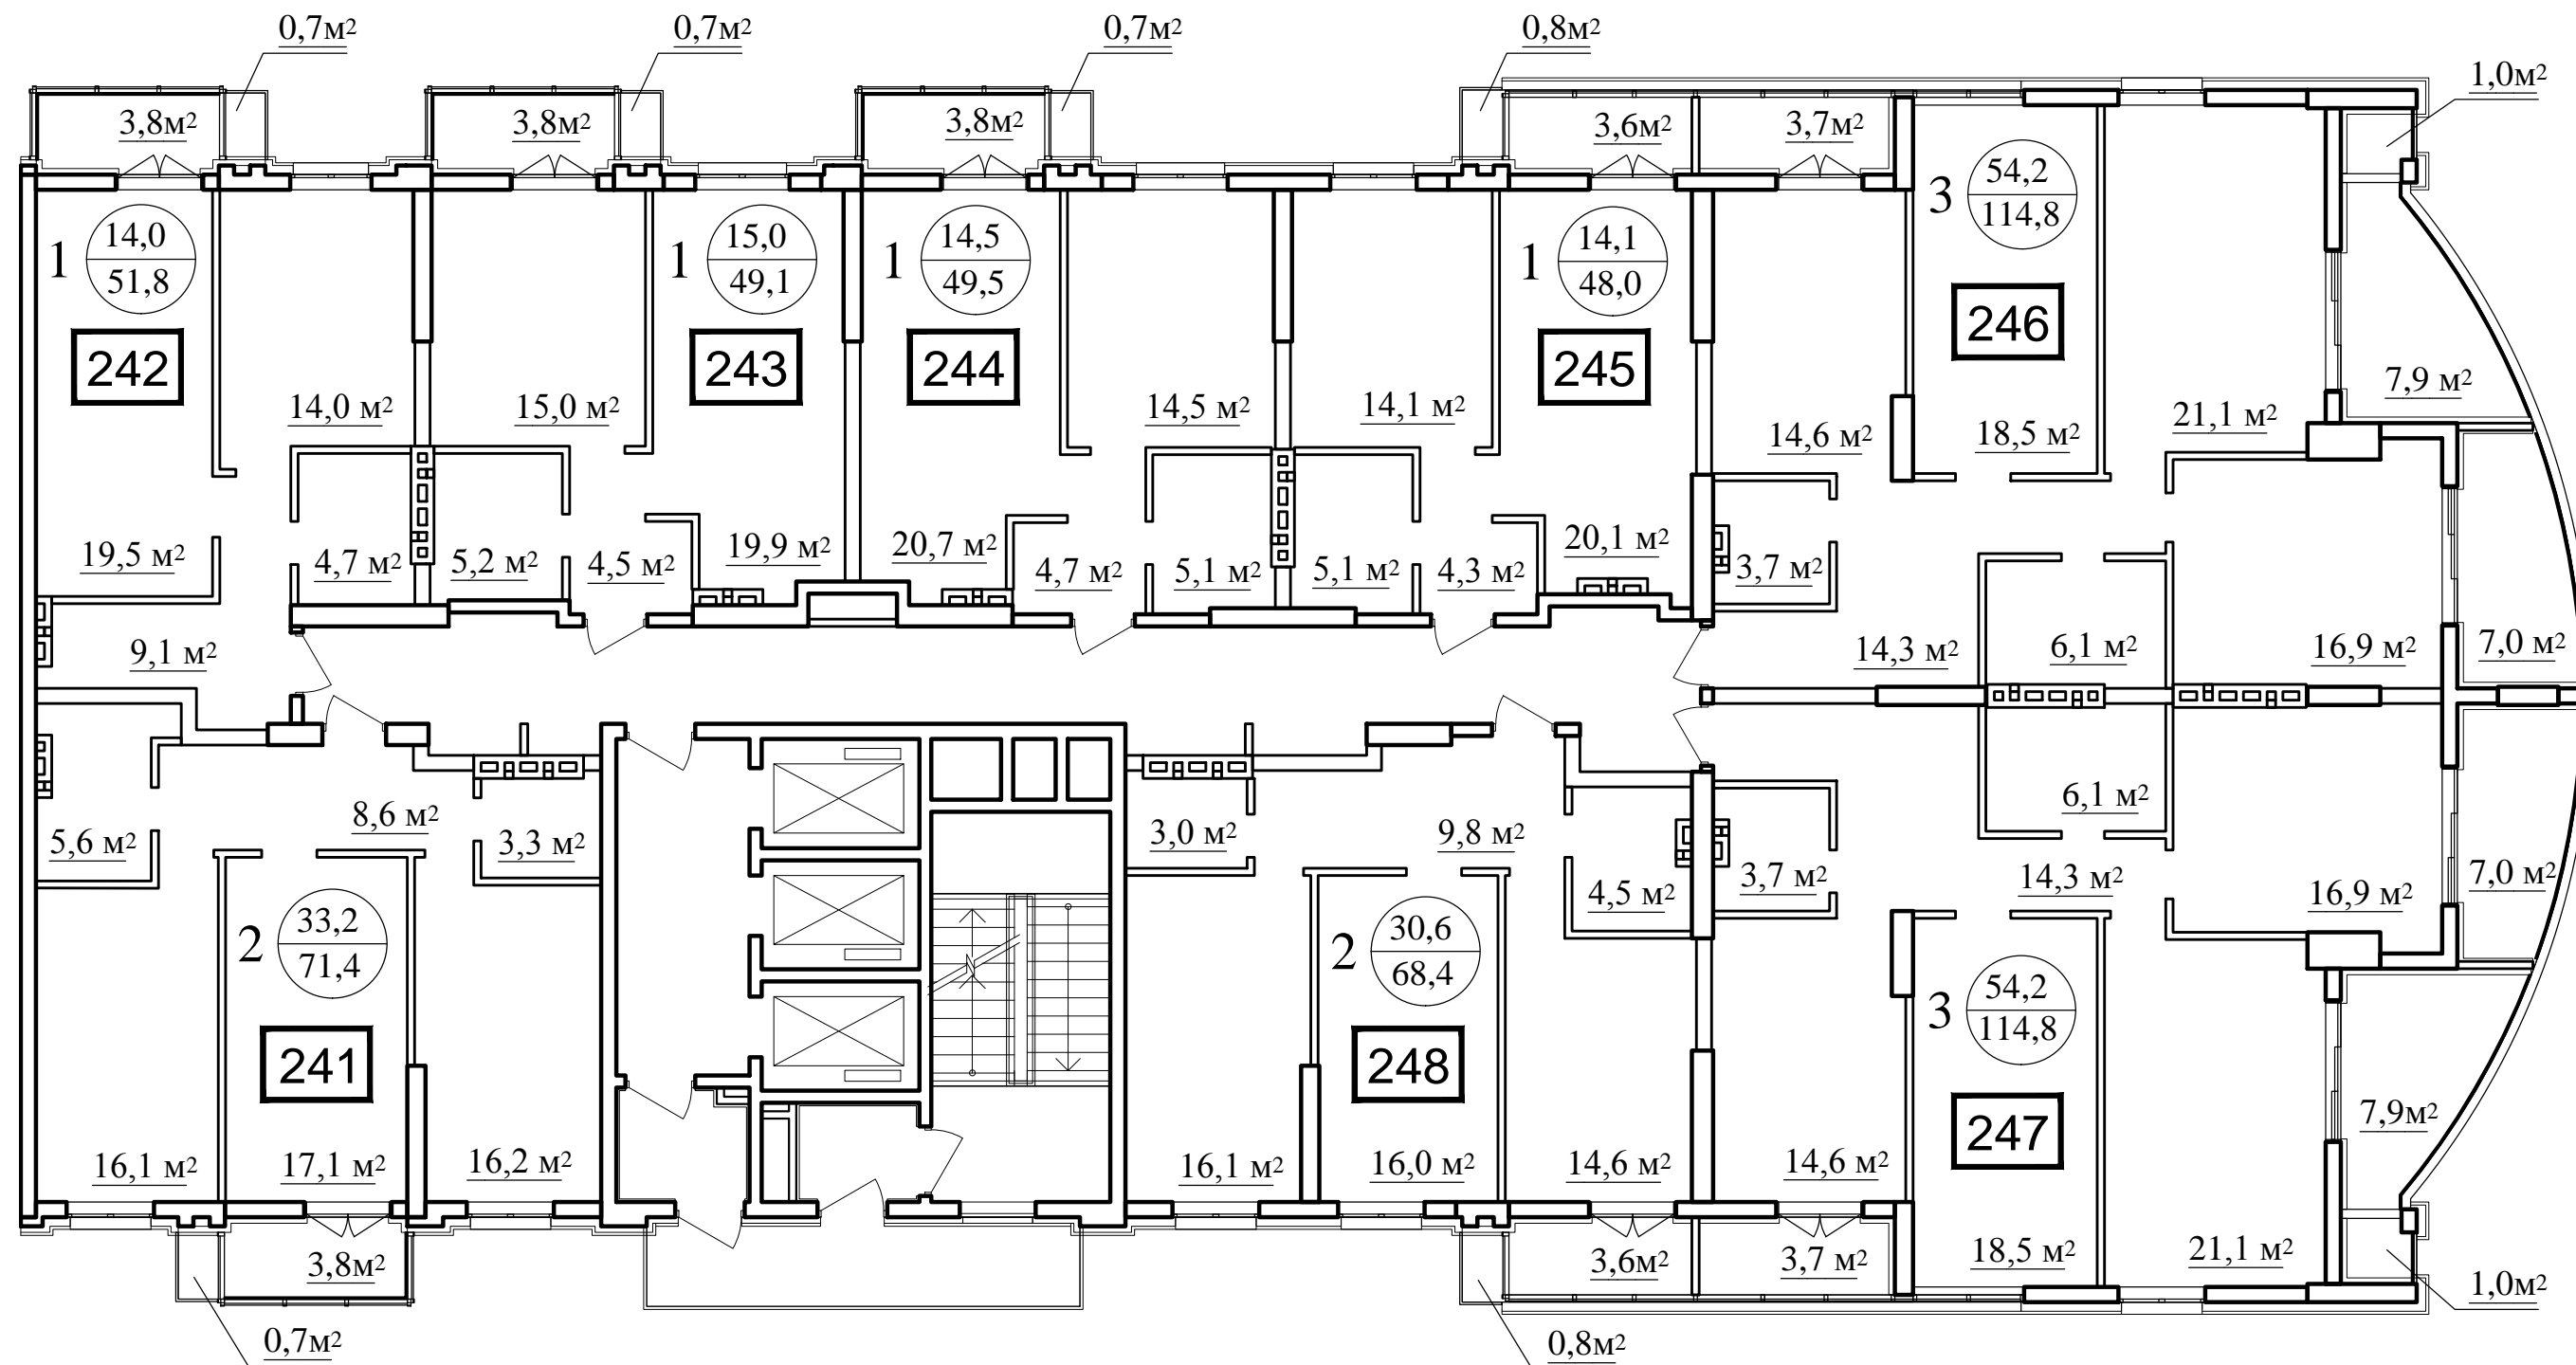 0,7м²
0,7м²
0,7м²
0,8м²
1,0м²
3,8м²
3,8м²
3,8м²
3,6м²
3,7м²
1
14,0
51,8
242
14,0 м²
19,5 м²
4,7 м²
9,1 м²
1
15,0
49,1
243
15,0 м²
5,2 м²
4,5 м²
19,9 м²
1
14,5
49,5
244
14,5 м²
20,7 м²
4,7 м²
5,1 м²
1
14,1
48,0
245
14,1 м²
5,1 м²
4,3 м²
20,1 м²
3
54,2
114,8
246
14,6 м²
18,5 м²
21,1 м²
7,9 м²
3,7 м²
14,3 м²
6,1 м²
16,9 м²
7,0 м²
5,6 м²
8,6 м²
3,3 м²
2
33,2
71,4
241
16,1 м²
17,1 м²
16,2 м²
3,8м²
0,7м²
3,0 м²
9,8 м²
4,5 м²
2
30,6
68,4
248
16,1 м²
16,0 м²
14,6 м²
3,6м²
0,8м²
6,1 м²
3,7 м²
14,3 м²
16,9 м²
7,0 м²
3
54,2
114,8
247
7,9м²
14,6 м²
18,5 м²
21,1 м²
3,7 м²
1,0м²